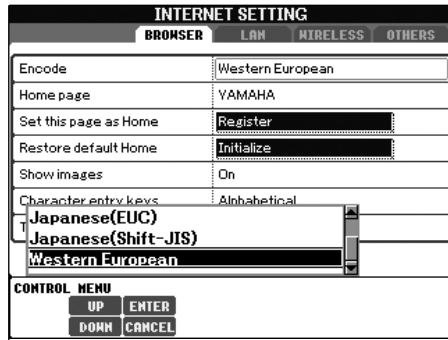 INTERNET SETTING
BROWSER LAN WIRELESS OTHERS
Encode Western European
Home page YAMAHA
Set this page as Home Register
Restore default Home Initialize
Show images On
Character entry keys Alphabetical
Japanese(EUC)
Japanese(Shift-JIS)
Western European
CONTROL MENU
UP ENTER
DOWN CANCEL